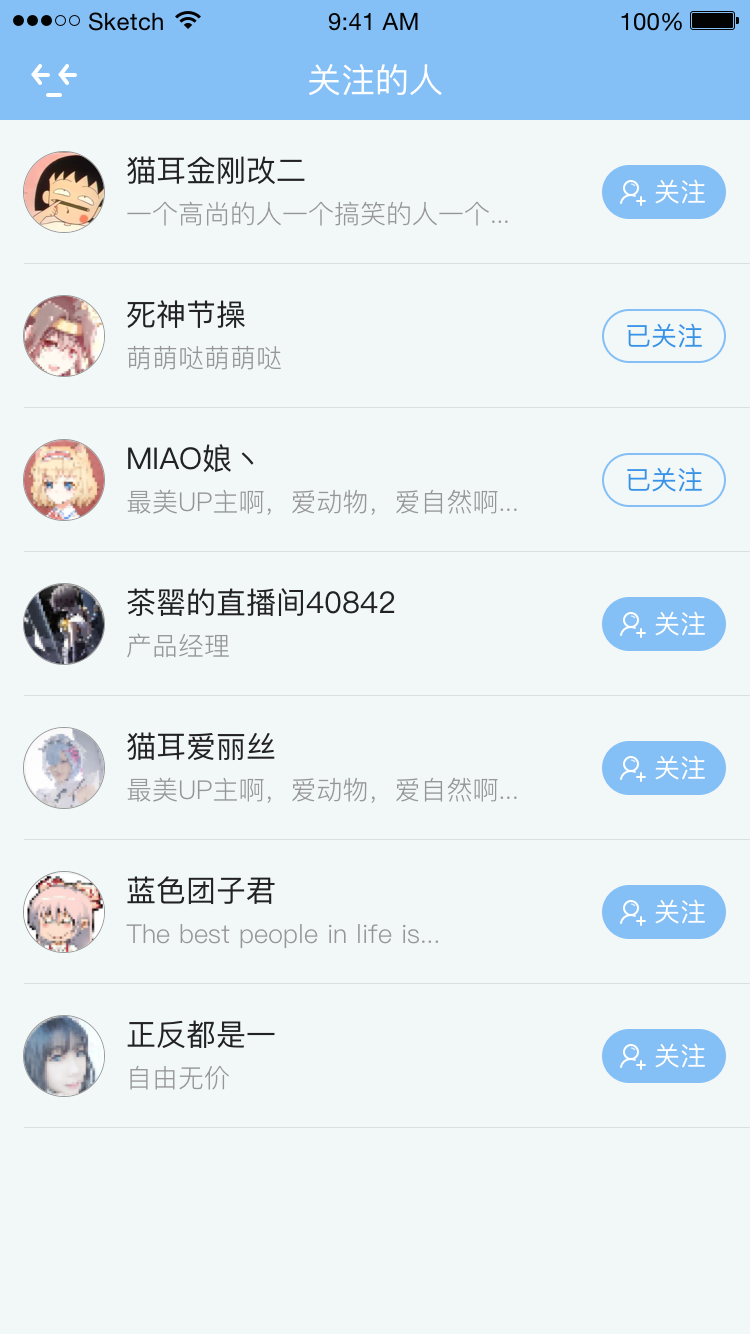 Sketch 9:41 AM 100%
关注的人
猫耳金刚改二
一个高尚的人一个搞笑的人一个...
关注
死神节操
萌萌哒萌萌哒
已关注
MIAO娘丶
最美UP主啊，爱动物，爱自然啊...
已关注
茶罂的直播间40842
产品经理
关注
猫耳爱丽丝
最美UP主啊，爱动物，爱自然啊...
关注
蓝色团子君
The best people in life is...
关注
正反都是一
自由无价
关注